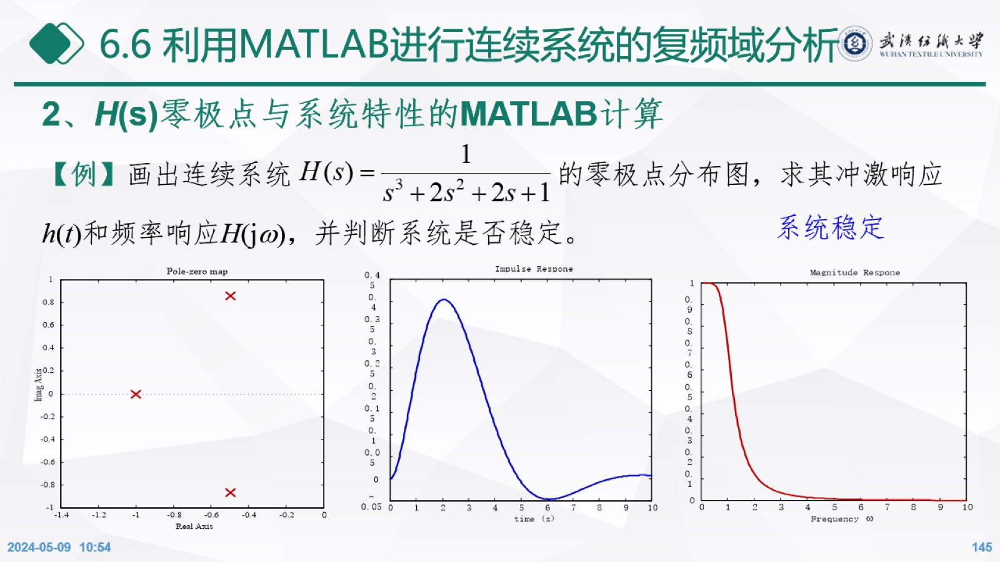 6.6 利用MATLAB进行连续系统的复频域分析
武汉纺织大学
WUHAN TEXTILE UNIVERSITY
2、H(s)零极点与系统特性的MATLAB计算
【例】画出连续系统 H(s) = 1 / (s³ + 2s² + 2s + 1) 的零极点分布图，求其冲激响应
h(t)和频率响应H(jω)，并判断系统是否稳定。
系统稳定
Pole-zero map
1
0.8
0.6
0.4
0.2
0
-0.2
-0.4
-0.6
-0.8
-1
Imag Axis
-1.4 -1.2 -1 -0.8 -0.6 -0.4 -0.2 0
Real Axis
Impulse Respone
0.45
0.4
0.35
0.3
0.25
0.2
0.15
0.1
0.05
0
-0.05
0 1 2 3 4 5 6 7 8 9 10
time (s)
Magnitude Respone
1
0.9
0.8
0.7
0.6
0.5
0.4
0.3
0.2
0.1
0
0 1 2 3 4 5 6 7 8 9 10
Frequency ω
2024-05-09 10:54
145